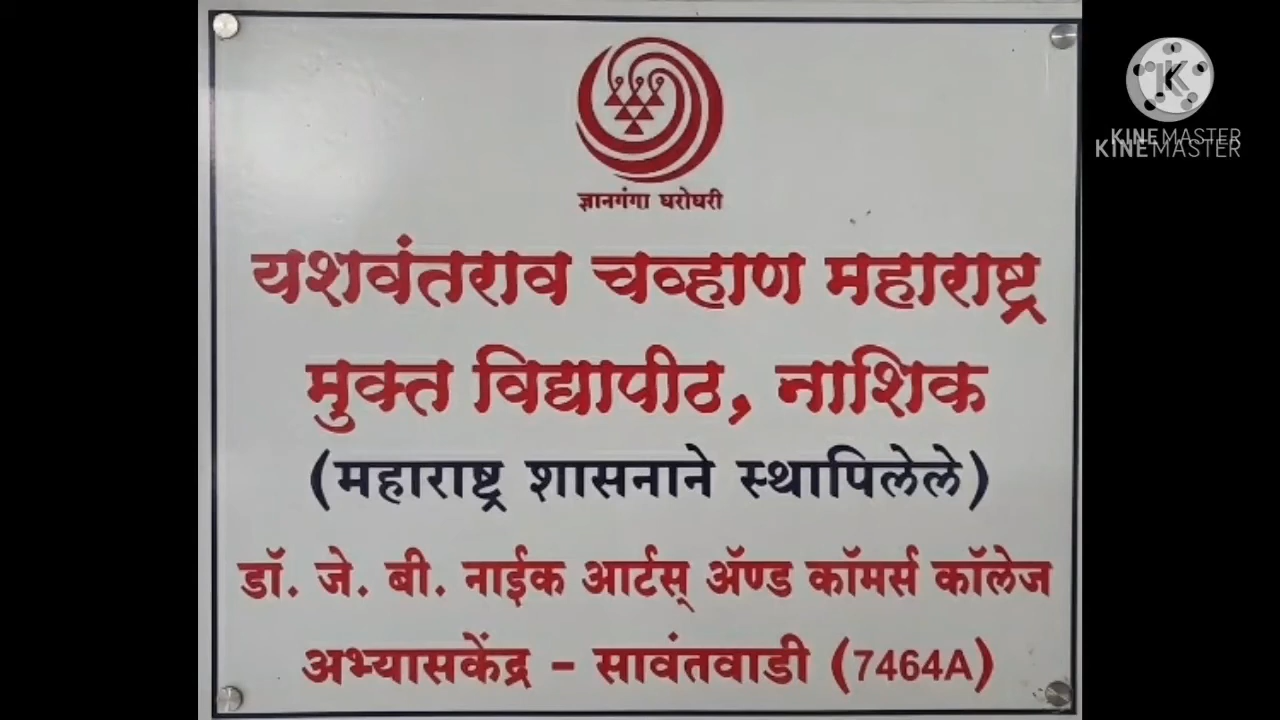 ज्ञानगंगा घरोघरी
यशवंतराव चव्हाण महाराष्ट्र
मुक्त विद्यापीठ, नाशिक
(महाराष्ट्र शासनाने स्थापिलेले)
डॉ. जे. बी. नाईक आर्टस् ॲण्ड कॉमर्स कॉलेज
अभ्यासकेंद्र - सावंतवाडी (7464A)
K
KINEMASTER
KINEMASTER